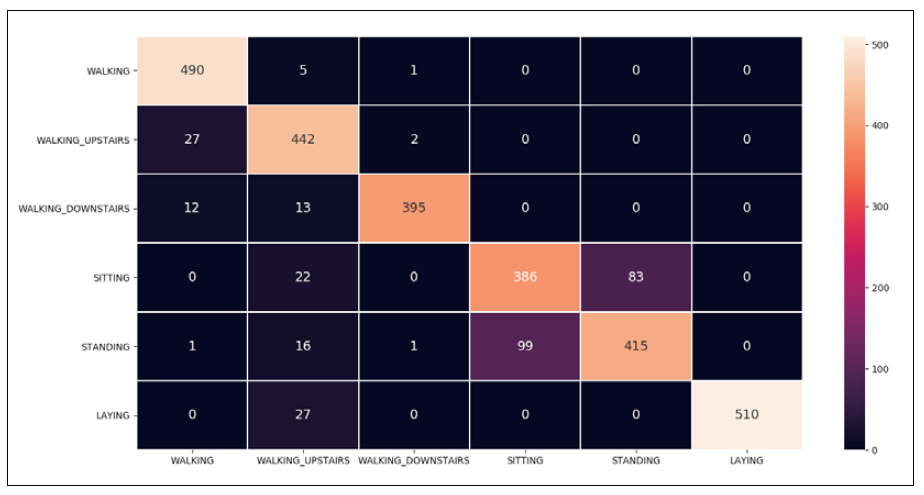 WALKING 490 5 1 0 0 0
WALKING_UPSTAIRS 27 442 2 0 0 0
WALKING_DOWNSTAIRS 12 13 395 0 0 0
SITTING 0 22 0 386 83 0
STANDING 1 16 1 99 415 0
LAYING 0 27 0 0 0 510
WALKING WALKING_UPSTAIRS WALKING_DOWNSTAIRS SITTING STANDING LAYING
500
400
300
200
100
0